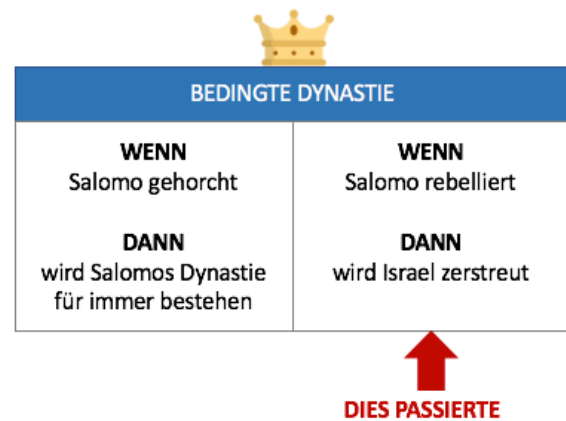 BEDINGTE DYNASTIE
WENN
Salomo gehorcht
DANN
wird Salomos Dynastie
für immer bestehen
WENN
Salomo rebelliert
DANN
wird Israel zerstreut
DIES PASSIERTE